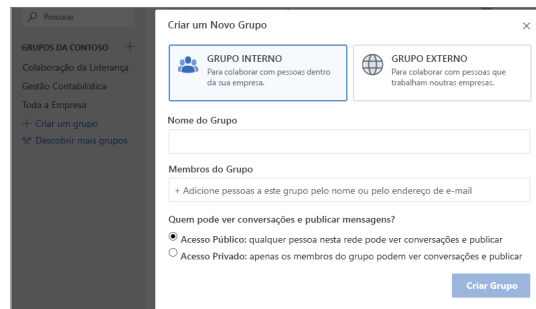 Procurar
GRUPOS DA CONTOSO +
Colaboração da Liderança
Gestão Contabilística
Toda a Empresa
+ Criar um grupo
Descobrir mais grupos
Criar um Novo Grupo
GRUPO INTERNO
Para colaborar com pessoas dentro
da sua empresa.
GRUPO EXTERNO
Para colaborar com pessoas que
trabalham noutras empresas.
Nome do Grupo
Membros do Grupo
+ Adicione pessoas a este grupo pelo nome ou pelo endereço de e-mail
Quem pode ver conversações e publicar mensagens?
Acesso Público: qualquer pessoa nesta rede pode ver conversações e publicar
Acesso Privado: apenas os membros do grupo podem ver conversações e publicar
Criar Grupo